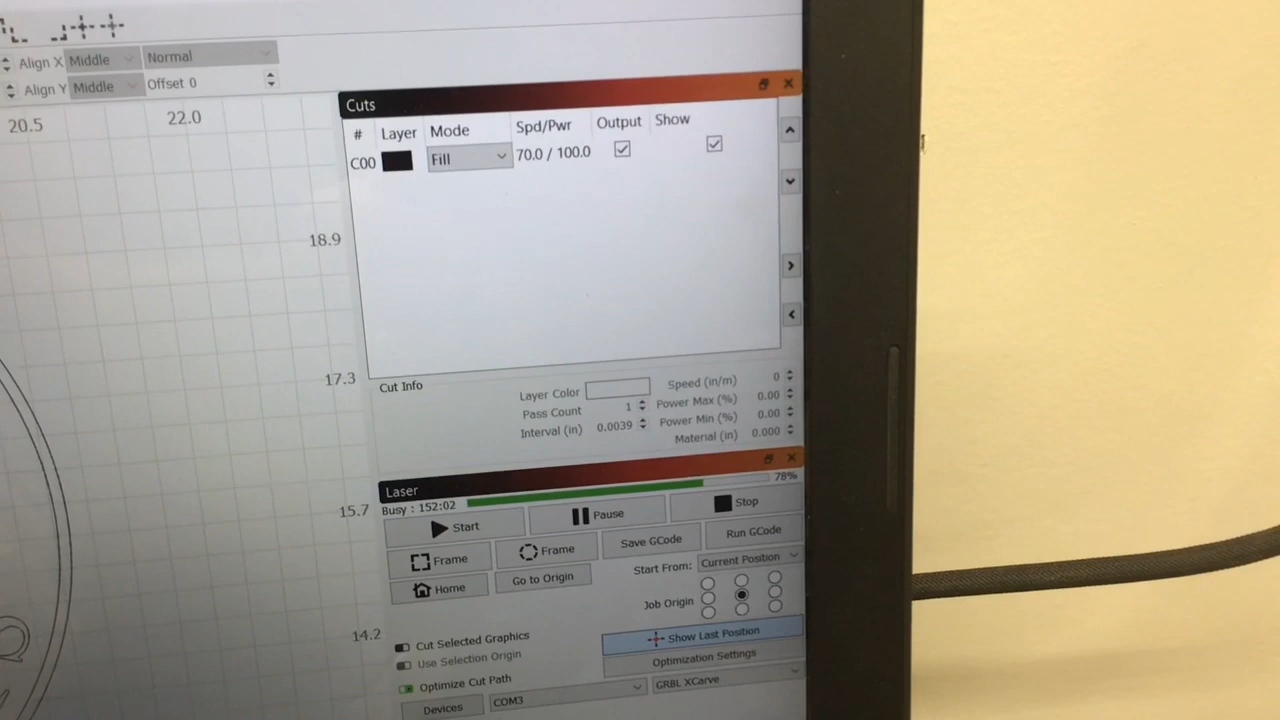 Align X Middle Normal
Align Y Middle Offset 0
20.5 22.0
Cuts
# Layer Mode Spd/Pwr Output Show
C00 Fill 70.0 / 100.0
18.9
17.3
Cut Info
Layer Color Speed (in/m) 0
Pass Count 1 Power Max (%) 0.00
Interval (in) 0.0039 Power Min (%) 0.00
Material (in) 0.000
Laser
Busy : 152:02 78%
15.7
Start Pause Stop
Frame Frame Save GCode Run GCode
Home Go to Origin Start From: Current Position
Job Origin
14.2
Cut Selected Graphics Show Last Position
Use Selection Origin Optimization Settings
Optimize Cut Path
Devices COM3 GRBL XCarve